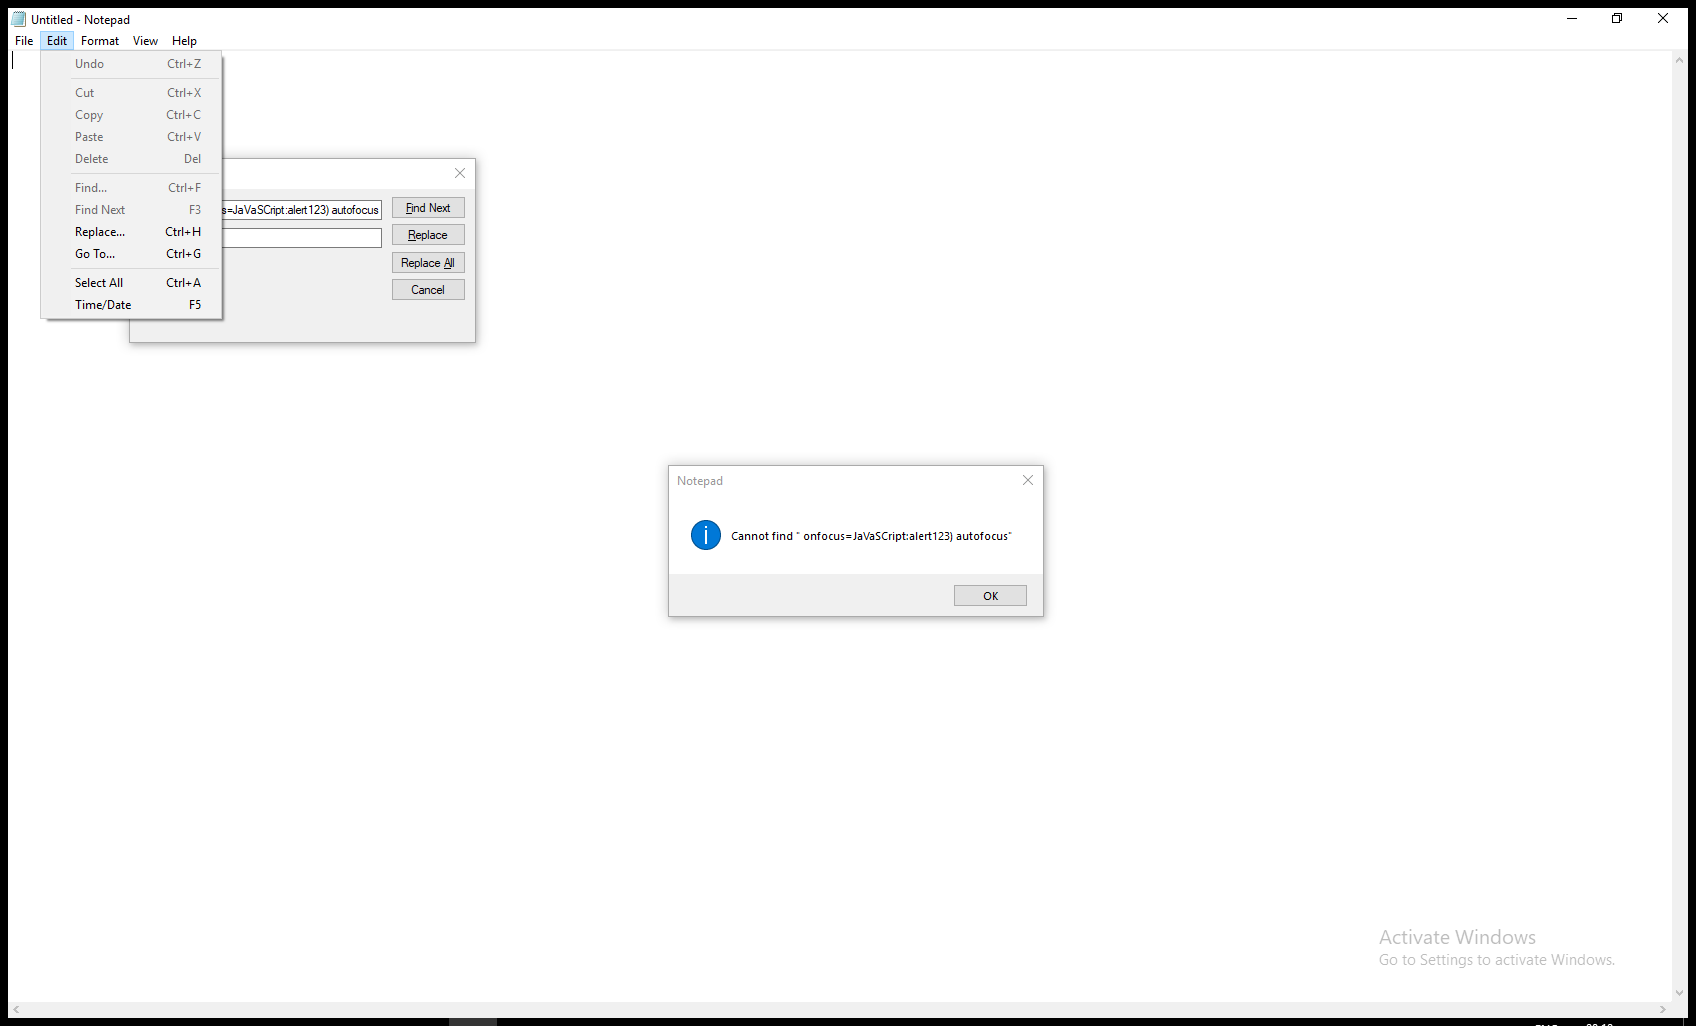 Untitled - Notepad
File Edit Format View Help
Undo Ctrl+Z
Cut Ctrl+X
Copy Ctrl+C
Paste Ctrl+V
Delete Del
Find... Ctrl+F
Find Next F3
Replace... Ctrl+H
Go To... Ctrl+G
Select All Ctrl+A
Time/Date F5
s=JaVaSCript:alert123) autofocus
Find Next
Replace
Replace All
Cancel
Notepad
Cannot find " onfocus=JaVaSCript:alert123) autofocus"
OK
Activate Windows
Go to Settings to activate Windows.